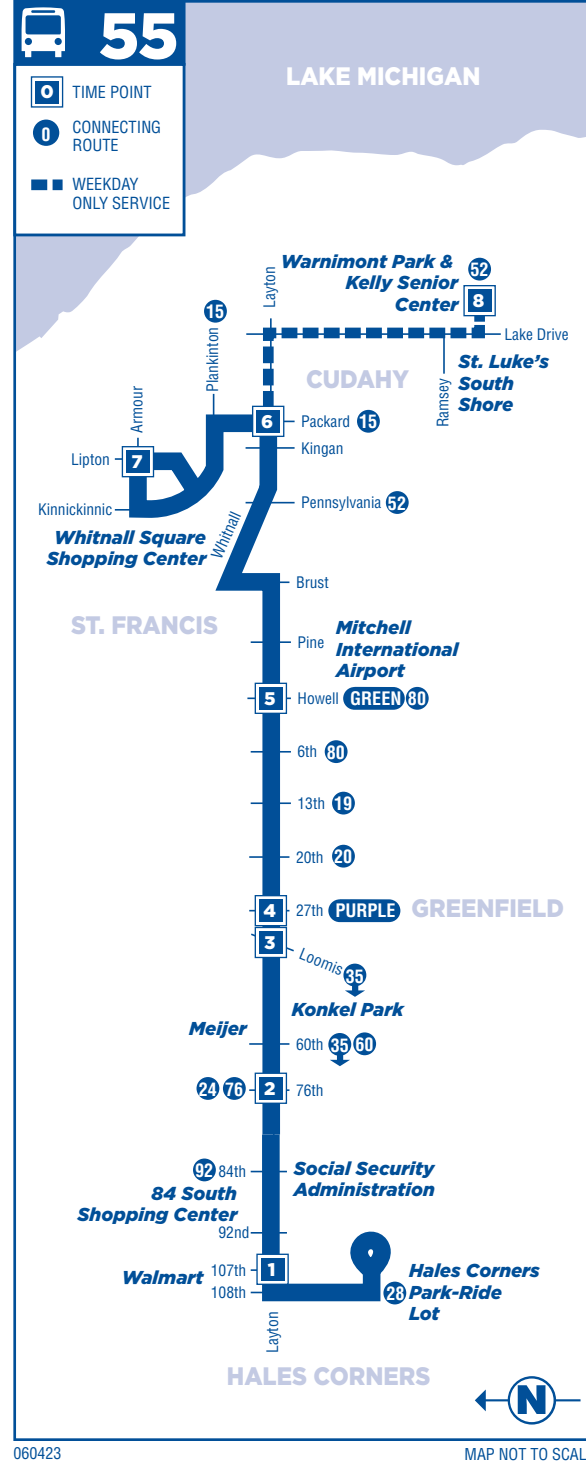 55
0 TIME POINT
0 CONNECTING
ROUTE
WEEKDAY
ONLY SERVICE
LAKE MICHIGAN
Warnimont Park &
Kelly Senior
Center
52
8
Layton
Lake Drive
15
Plankinton
CUDAHY
Ramsey
St. Luke's
South
Shore
Armour
6
Packard 15
Kingan
Lipton
7
Kinnickinnic
Pennsylvania 52
Whitnall Square
Shopping Center
Whitnall
Brust
ST. FRANCIS
Pine
Mitchell
International
Airport
5
Howell GREEN 80
6th 80
13th 19
20th 20
4
27th PURPLE
GREENFIELD
3
Loomis 35
Konkel Park
Meijer
60th 35 60
24 76
2
76th
92 84th
Social Security
Administration
84 South
Shopping Center
92nd
107th
1
Walmart
108th
28
Hales Corners
Park-Ride
Lot
Layton
HALES CORNERS
N
060423
MAP NOT TO SCAL